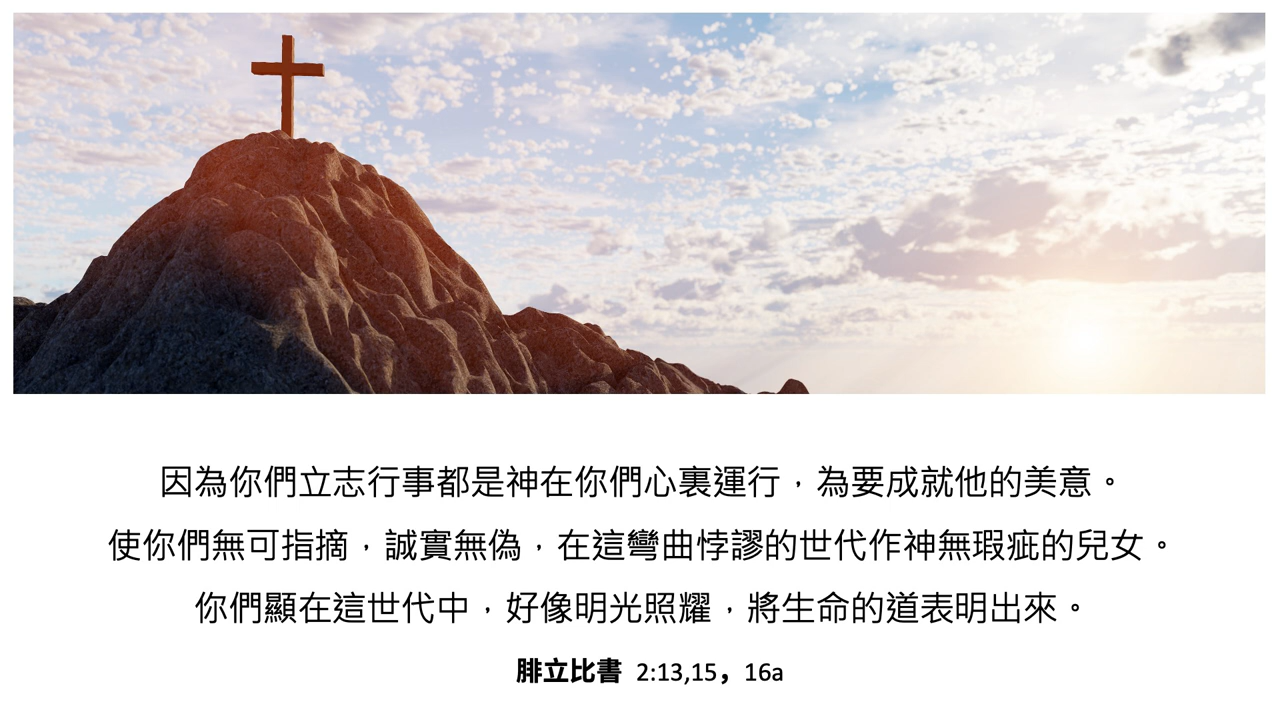 因為你們立志行事都是神在你們心裏運行，為要成就他的美意。
使你們無可指摘，誠實無偽，在這彎曲悖謬的世代作神無瑕疵的兒女。
你們顯在這世代中，好像明光照耀，將生命的道表明出來。
腓立比書 2:13,15，16a